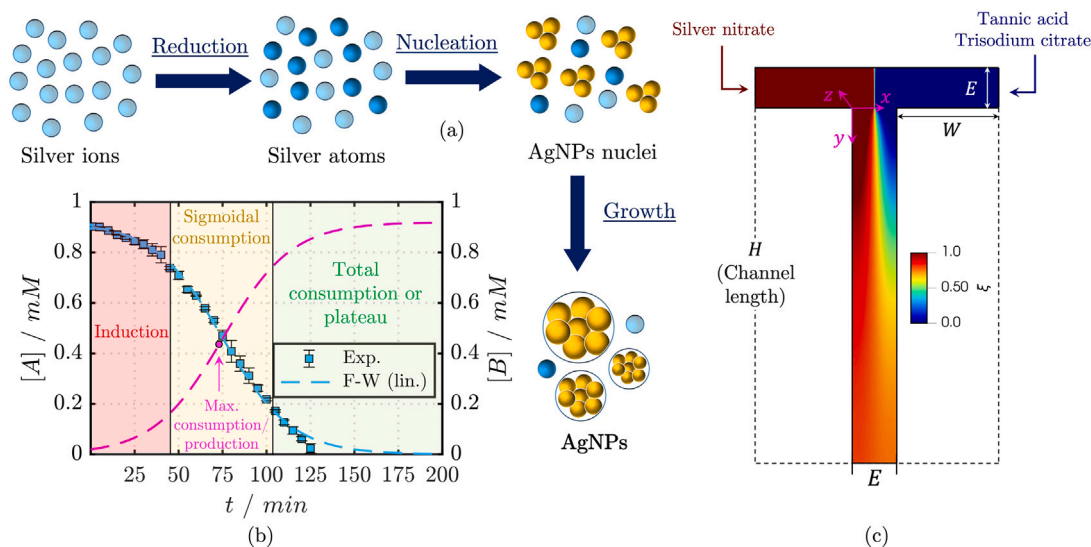 Reduction
Nucleation
(a)
Silver ions
Silver atoms
AgNPs nuclei
Growth
AgNPs
1
0.8
0.6
0.4
0.2
0
[A] / mM
1
0.8
0.6
0.4
0.2
0
[B] / mM
25 50 75 100 125 150 175 200
t / min
Induction
Sigmoidal
consumption
Total
consumption or
plateau
Exp.
F-W (lin.)
Max.
consumption/
production
(b)
Silver nitrate
Tannic acid
Trisodium citrate
E
z
x
y
W
H
(Channel
length)
1.0
0.5
0.0
ξ
E
(c)